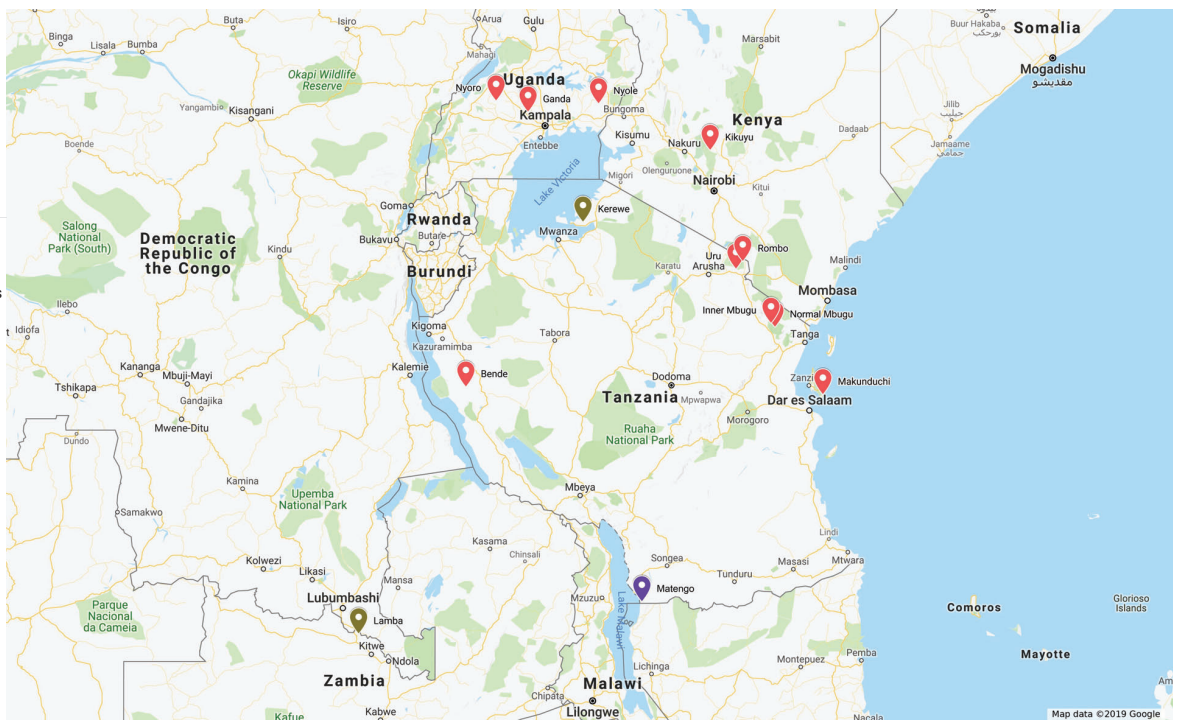 Somalia
Buur Hakaba
بورحكبه
Mogadishu
مقديشو
Jilib
جيليب
Jamaame
جمامي
Arua
Gulu
Isiro
Buta
Binga
Lisala
Bumba
Mahagi
Marsabit
Okapi Wildlife
Reserve
Uganda
Nyoro
Ganda
Nyole
Kampala
Entebbe
Bungoma
Kisumu
Kenya
Kikuyu
Nakuru
Dadaab
Yangambi
Kisangani
Boende
Olenguruone
Migori
Nairobi
Kitui
Lake Victoria
Goma
Rwanda
Butare
Bukavu
Burundi
Kerewe
Mwanza
Salong
National
Park (South)
Democratic
Republic of
the Congo
Kindu
Rombo
Uru
Arusha
Karatu
Malindi
Mombasa
Inner Mbugu
Normal Mbugu
Tanga
s
Ilebo
t
Idiofa
Kigoma
Kazuramimba
Tabora
Kananga
Mbuji-Mayi
Tshikapa
Gandajika
Mwene-Ditu
Kalemie
Bende
Dodoma
Tanzania
Mpwapwa
Zanzi
Makunduchi
Dar es Salaam
Morogoro
Ruaha
National Park
Dundo
Kamina
Upemba
National Park
Samakwo
Mbeya
Kasama
Chinsali
Lindi
Mtwara
Masasi
Songea
Tunduru
Kolwezi
Likasi
Mansa
Lubumbashi
Lamba
Mzuzu
Matengo
Lake Malawi
Parque
Nacional
da Cameia
Kitwe
Ndola
Zambia
Lichinga
Montepuez
Pemba
Comoros
Glorioso
Islands
Mayotte
Malawi
Chipata
Lilongwe
Kafue
Kabwe
Nacala
Am
Map data ©2019 Google